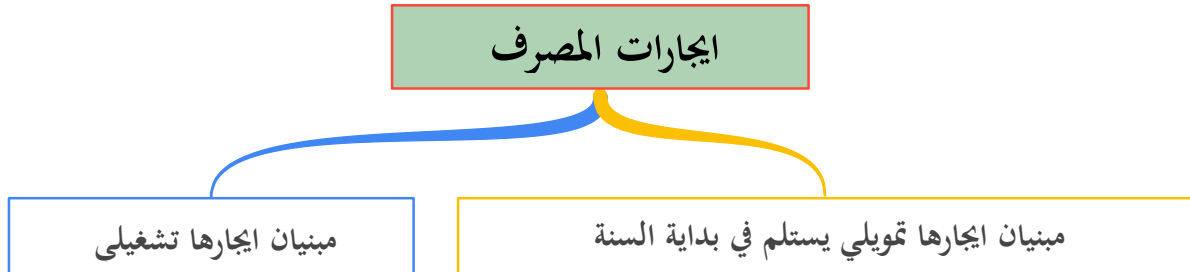 ايجارات المصرف
مبنيان ايجارها تمويلي يستلم في بداية السنة
مبنيان ايجارها تشغيلى